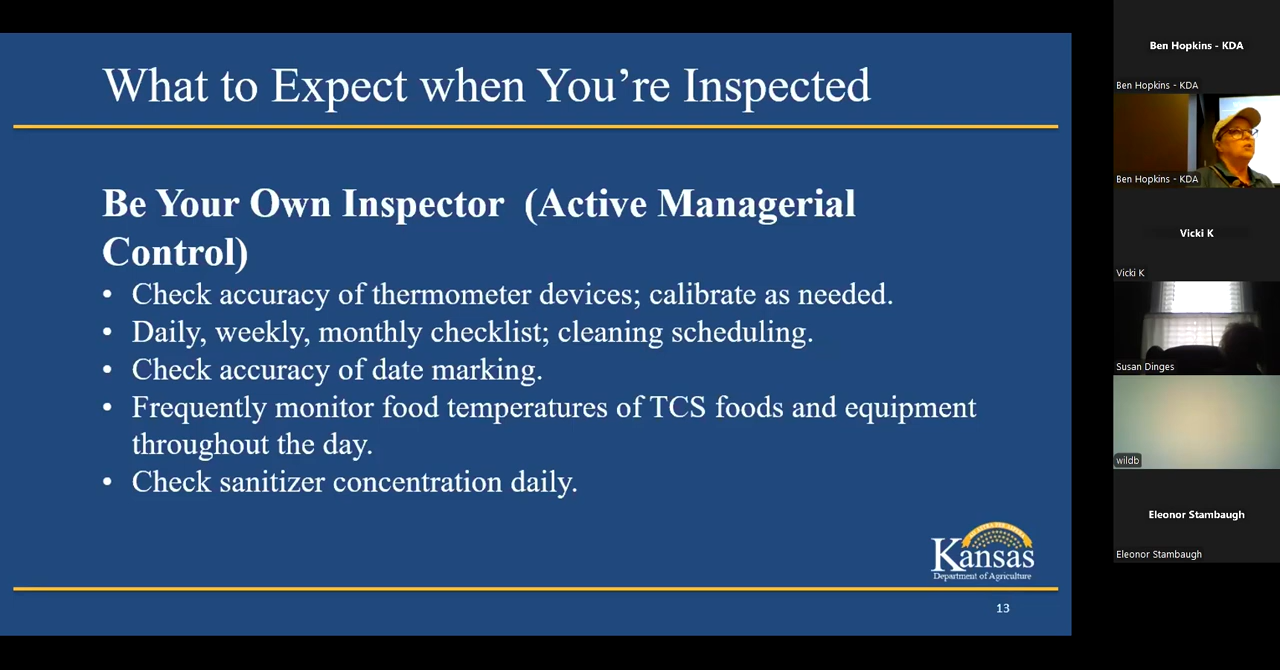 What to Expect when You're Inspected
Be Your Own Inspector (Active Managerial
Control)
• Check accuracy of thermometer devices; calibrate as needed.
• Daily, weekly, monthly checklist; cleaning scheduling.
• Check accuracy of date marking.
• Frequently monitor food temperatures of TCS foods and equipment
throughout the day.
• Check sanitizer concentration daily.
Kansas
Department of Agriculture
13
Ben Hopkins - KDA
Ben Hopkins - KDA
Ben Hopkins - KDA
Vicki K
Vicki K
Susan Dinges
wildb
Eleonor Stambaugh
Eleonor Stambaugh